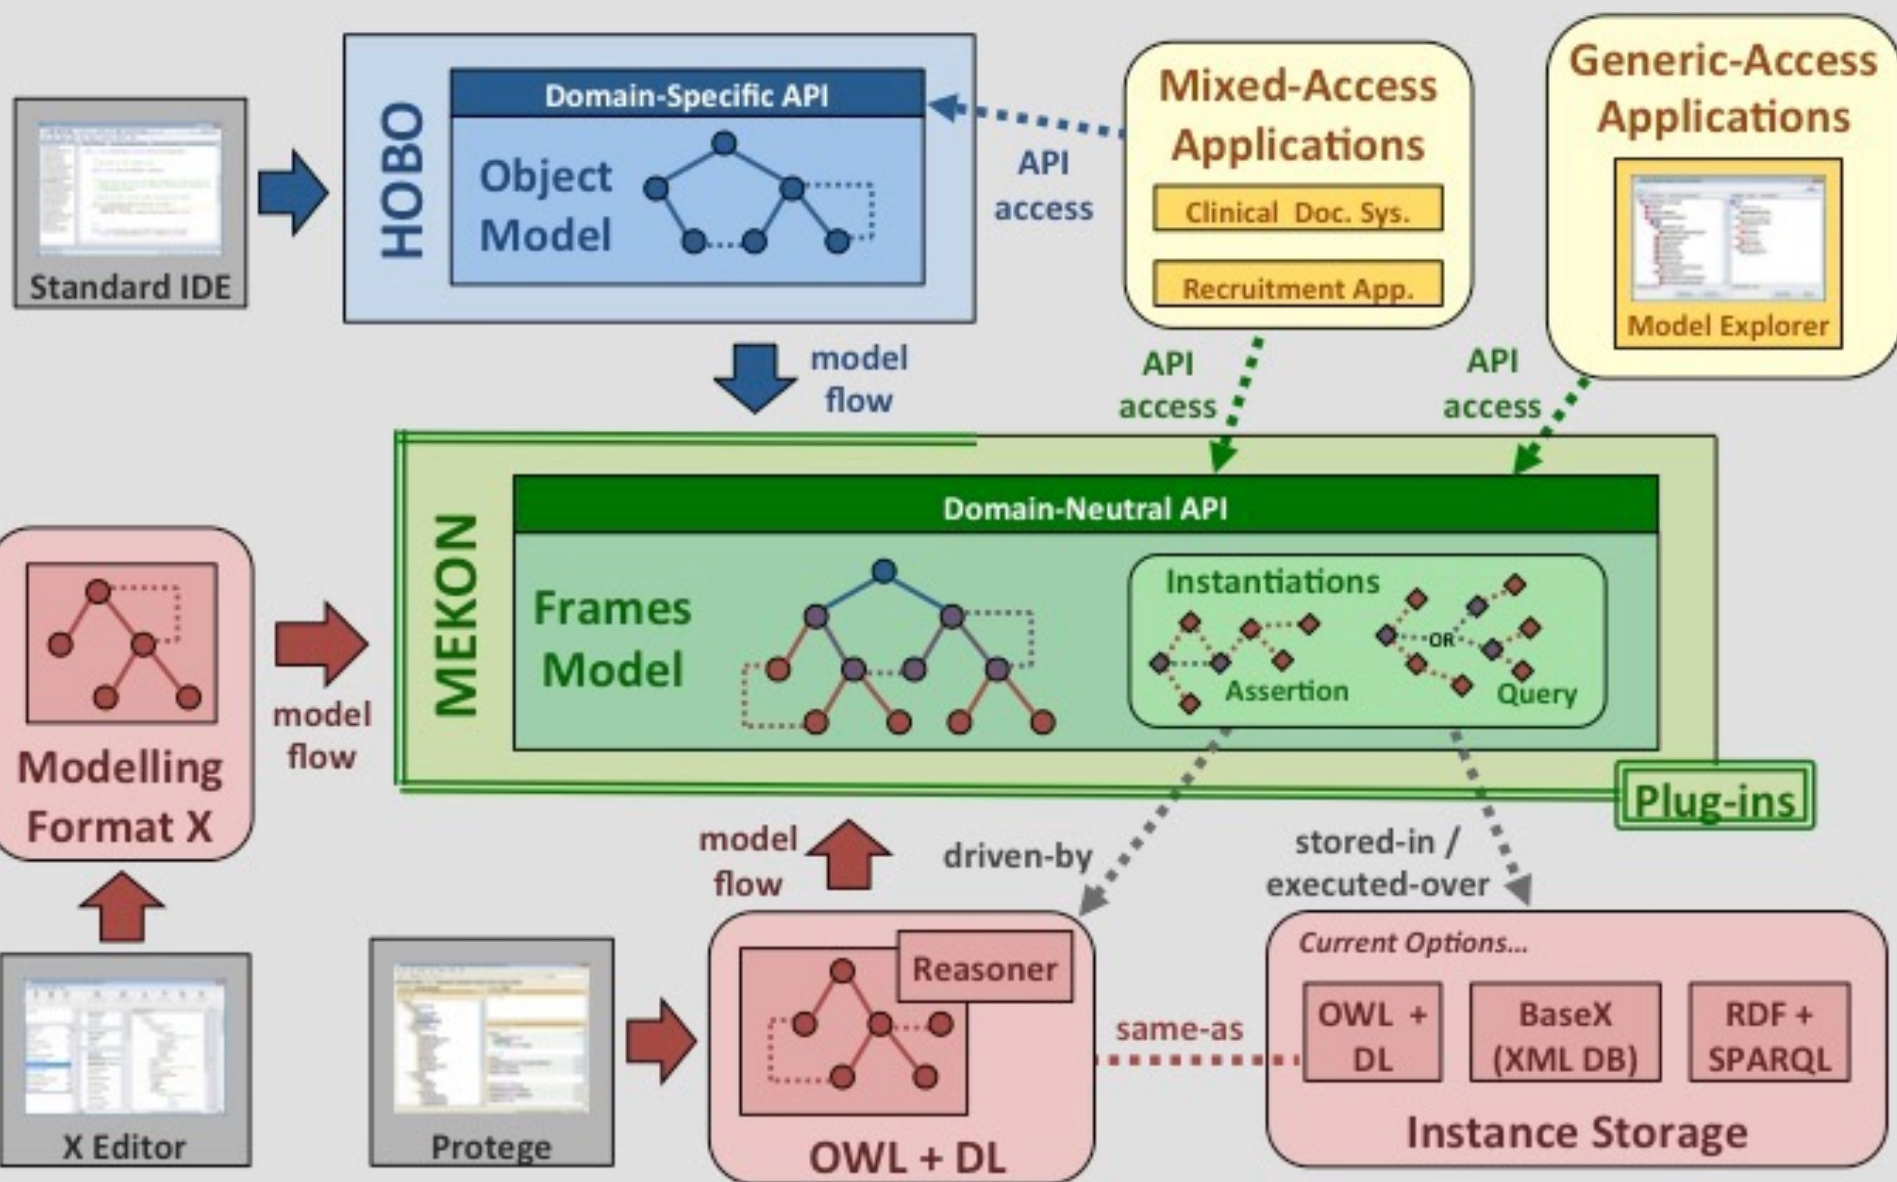 Standard IDE
HOBO
Domain-Specific API
Object
Model
API
access
Mixed-Access
Applications
Clinical Doc. Sys.
Recruitment App.
Generic-Access
Applications
Model Explorer
model
flow
API
access
API
access
MEKON
Domain-Neutral API
Frames
Model
Instantiations
OR
Assertion
Query
Plug-ins
Modelling
Format X
model
flow
X Editor
Protege
model
flow
driven-by
stored-in /
executed-over
Reasoner
OWL + DL
same-as
Current Options...
OWL +
DL
BaseX
(XML DB)
RDF +
SPARQL
Instance Storage